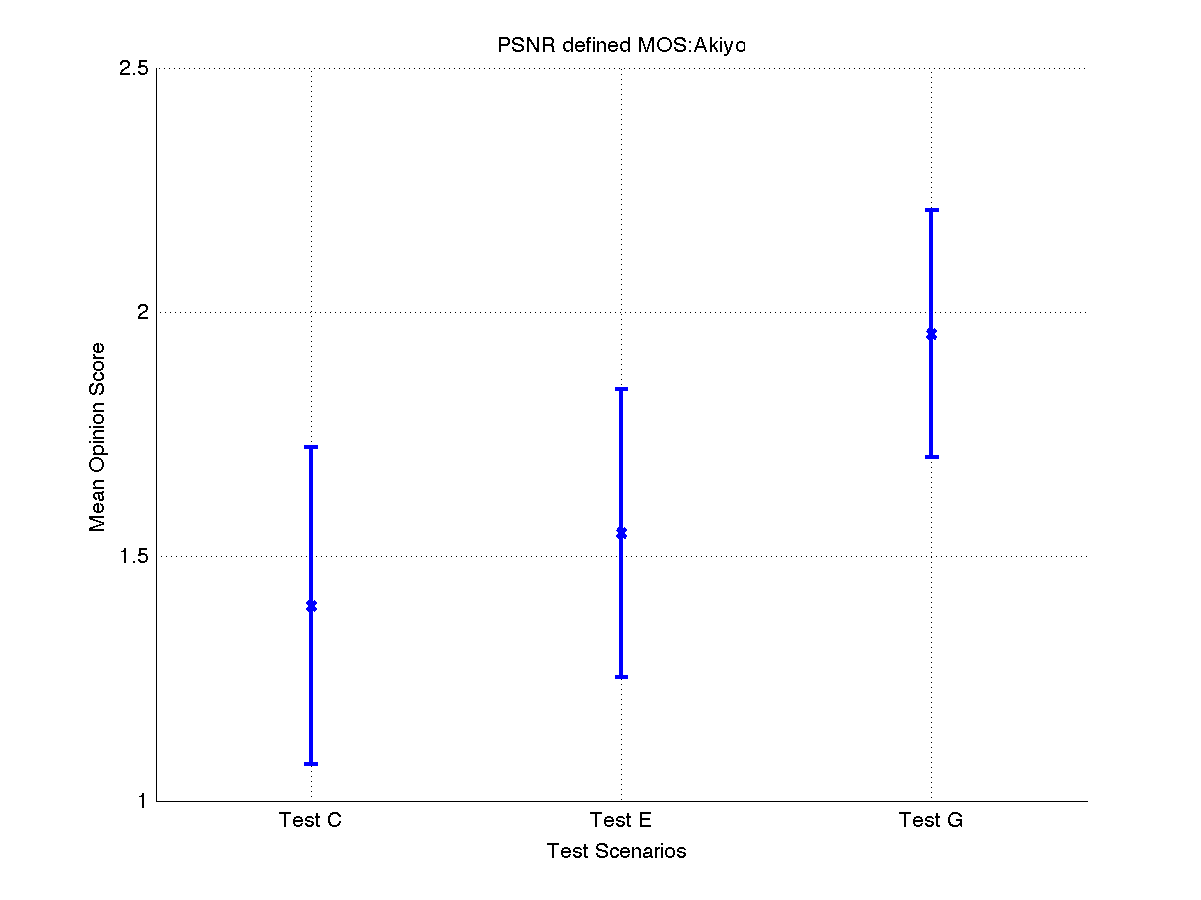 PSNR defined MOS:Akiyo
2.5
2
1.5
1
Mean Opinion Score
Test C
Test E
Test G
Test Scenarios